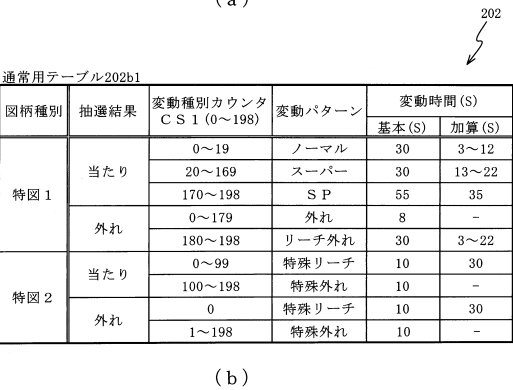 (a)
202
通常用テーブル202b1
図柄種別 抽選結果 変動種別カウンタ CS1(0～198) 変動パターン 変動時間(S)
基本(S) 加算(S)
特図1 当たり 0～19 ノーマル 30 3～12
20～169 スーパー 30 13～22
170～198 SP 55 35
外れ 0～179 外れ 8 -
180～198 リーチ外れ 30 3～22
特図2 当たり 0～99 特殊リーチ 10 30
100～198 特殊外れ 10 -
外れ 0 特殊リーチ 10 30
1～198 特殊外れ 10 -
(b)